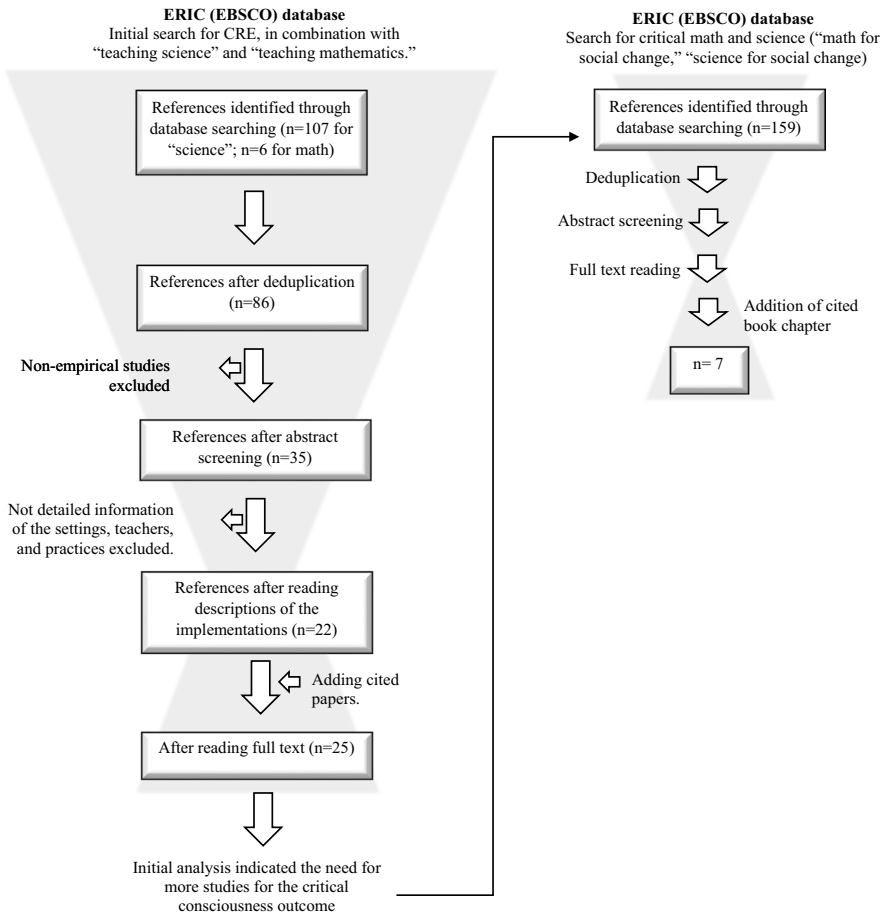 ERIC (EBSCO) database
Initial search for CRE, in combination with
“teaching science” and “teaching mathematics.”
References identified through
database searching (n=107 for
“science”; n=6 for math)
References after deduplication
(n=86)
Non-empirical studies
excluded
References after abstract
screening (n=35)
Not detailed information
of the settings, teachers,
and practices excluded.
References after reading
descriptions of the
implementations (n=22)
Adding cited
papers.
After reading full text (n=25)
Initial analysis indicated the need for
more studies for the critical
consciousness outcome
ERIC (EBSCO) database
Search for critical math and science (“math for
social change,” “science for social change)
References identified through
database searching (n=159)
Deduplication
Abstract screening
Full text reading
Addition of cited
book chapter
n= 7